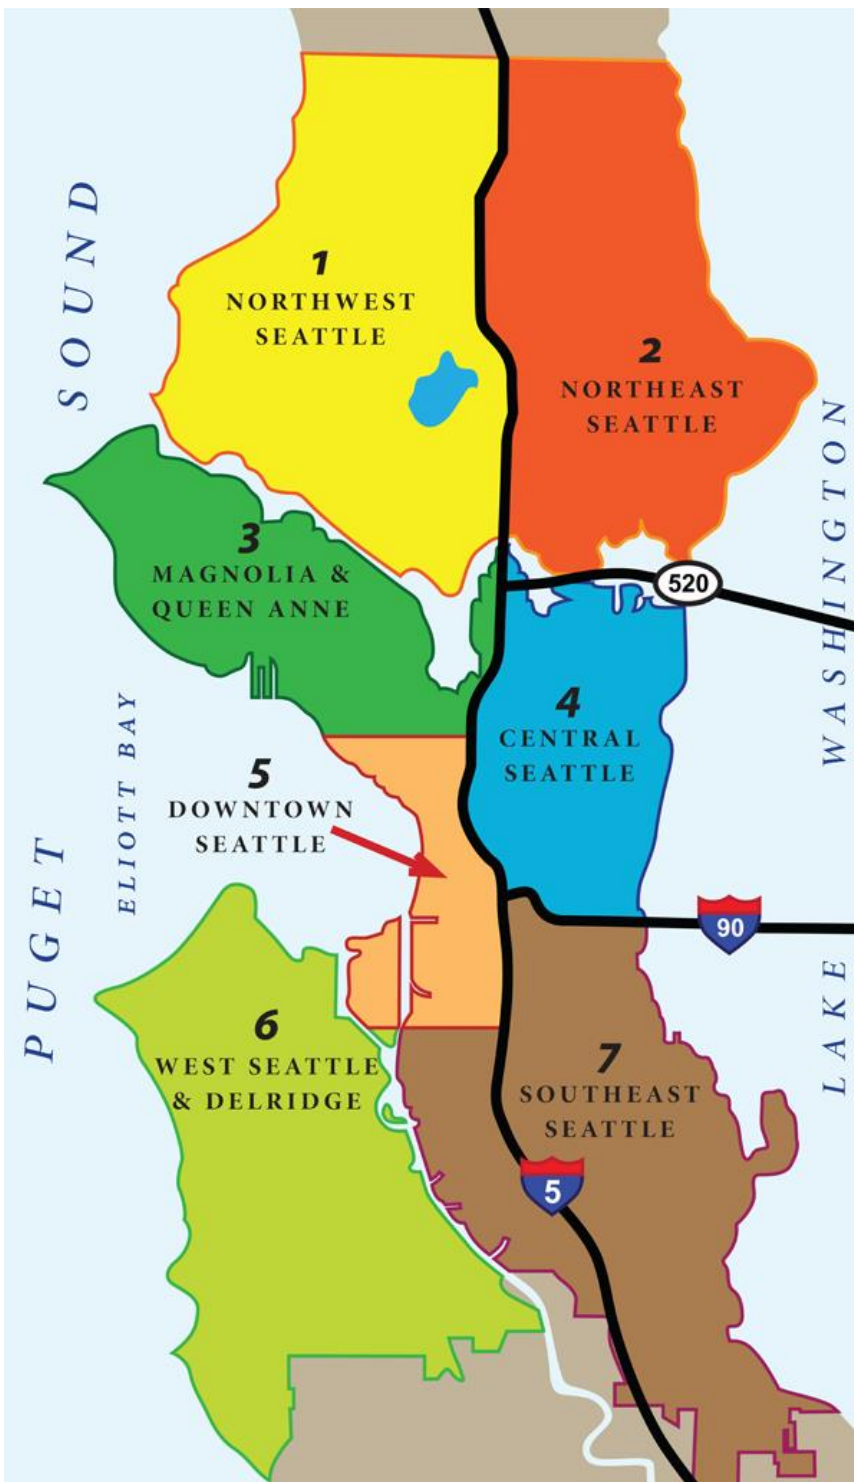 SOUND
1
NORTHWEST
SEATTLE
2
NORTHEAST
SEATTLE
3
MAGNOLIA &
QUEEN ANNE
520
LAKE WASHINGTON
4
CENTRAL
SEATTLE
5
DOWNTOWN
SEATTLE
ELIOTT BAY
PUGET
90
6
WEST SEATTLE
& DELRIDGE
7
SOUTHEAST
SEATTLE
5